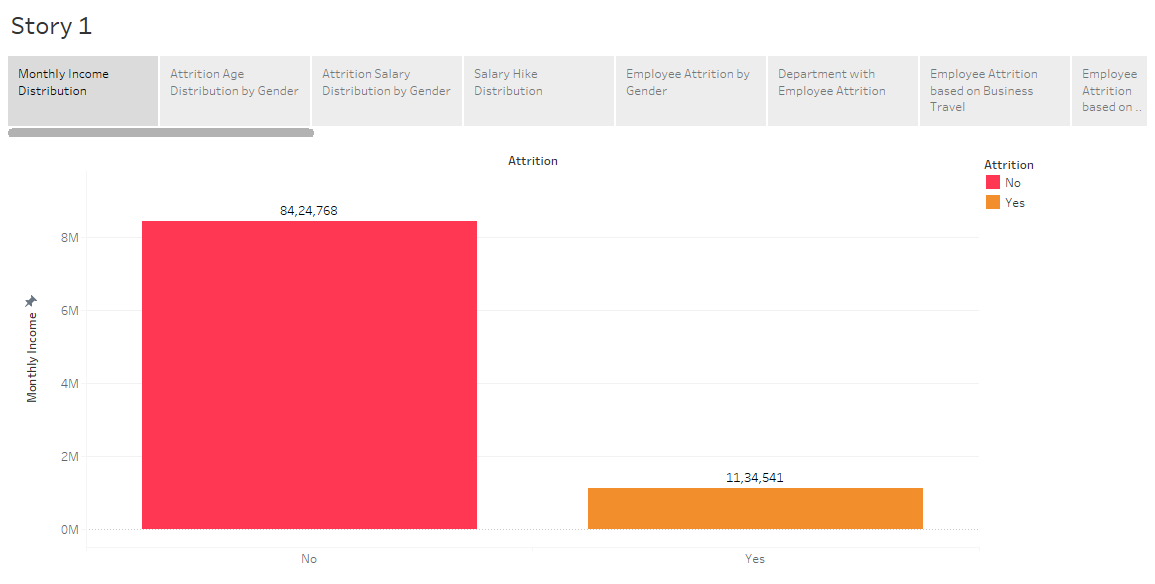 Story 1
Monthly Income
Distribution
Attrition Age
Distribution by Gender
Attrition Salary
Distribution by Gender
Salary Hike
Distribution
Employee Attrition by
Gender
Department with
Employee Attrition
Employee Attrition
based on Business
Travel
Employee
Attrition
based on ..
Attrition
Attrition
No
Yes
84,24,768
8M
6M
Monthly Income
4M
2M
11,34,541
0M
No
Yes